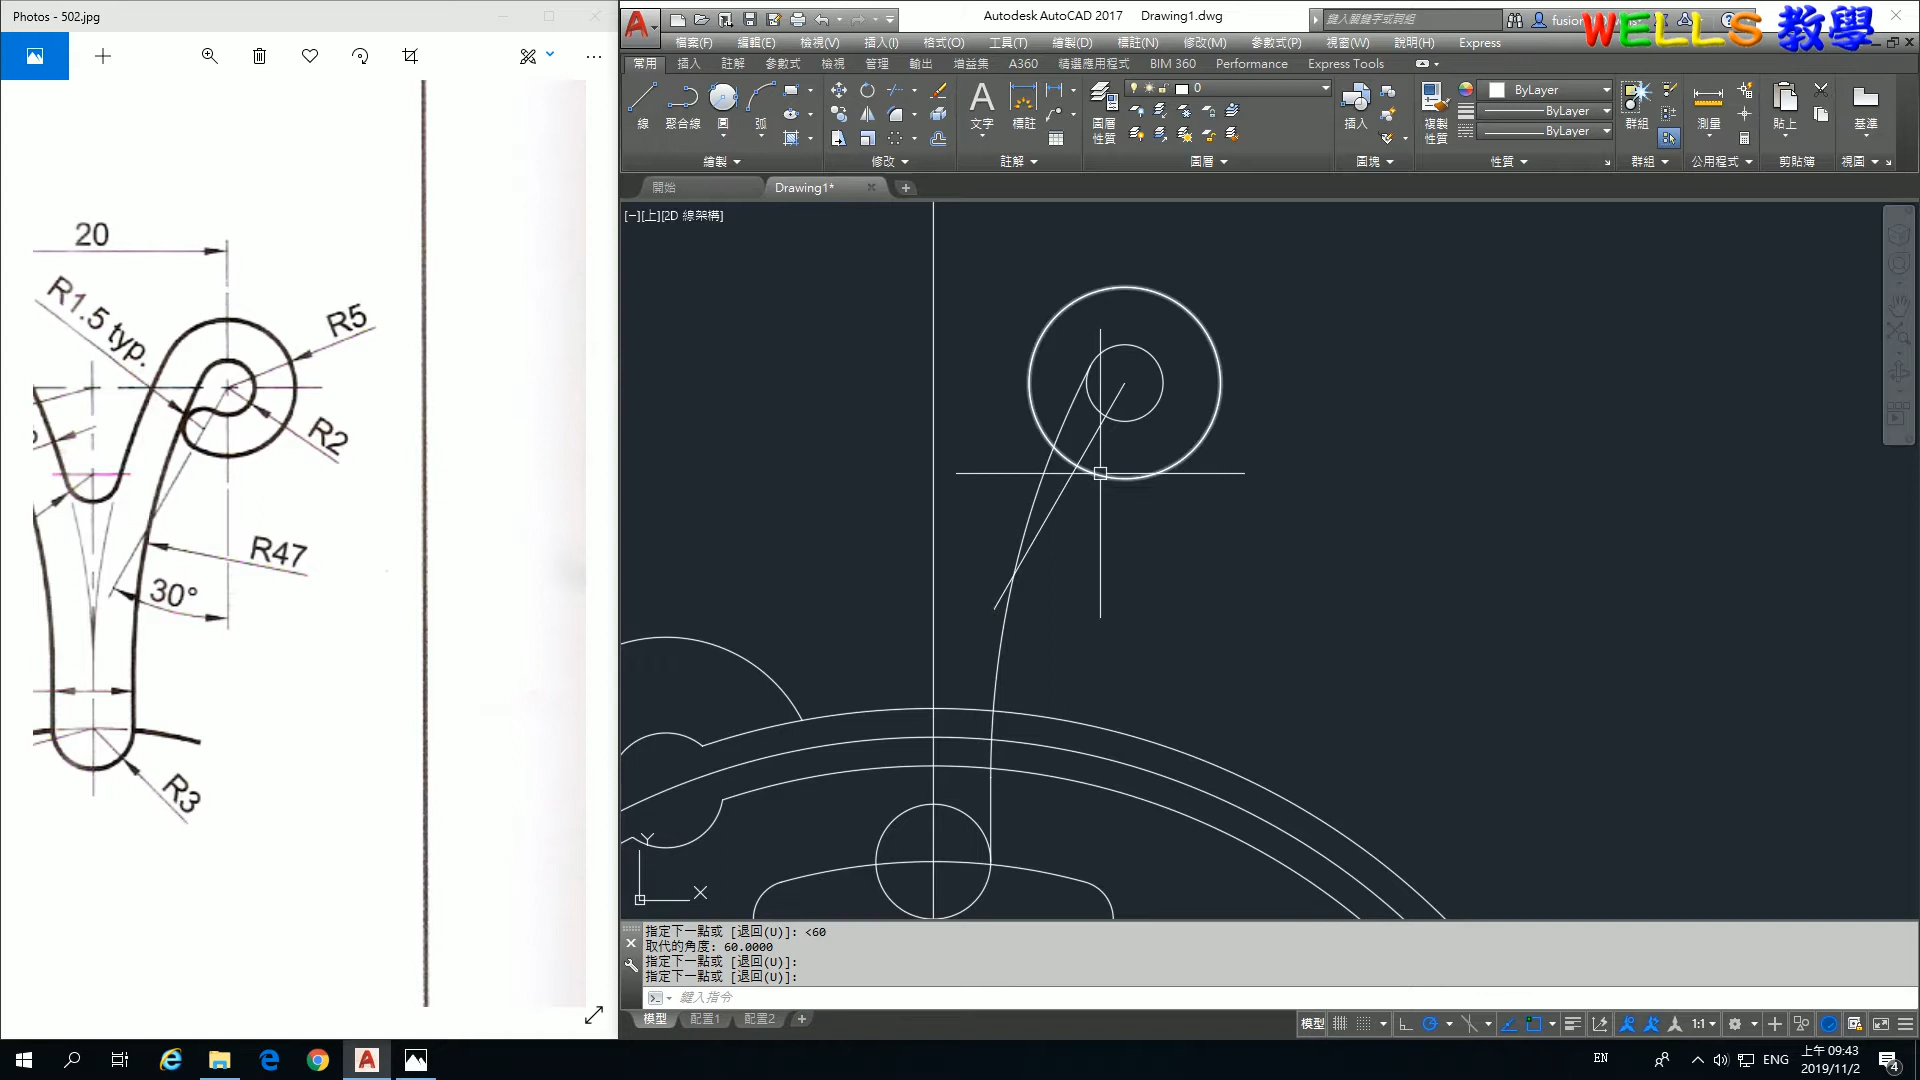 Photos - 502.jpg
20
R1.5 typ.
R5
R2
R47
30°
R3
Autodesk AutoCAD 2017
Drawing1.dwg
鍵入關鍵字或詞組
fusion
WELLS 教學
檔案(F)
編輯(E)
檢視(V)
插入(I)
格式(O)
工具(T)
繪製(D)
標註(N)
修改(M)
參數式(P)
視窗(W)
說明(H)
Express
常用
插入
註解
參數式
檢視
管理
輸出
增益集
A360
精選應用程式
BIM 360
Performance
Express Tools
線
聚合線
圓
弧
文字
標註
圖層
性質
0
插入
複製
性質
ByLayer
ByLayer
ByLayer
群組
測量
貼上
基準
繪製
修改
註解
圖層
圖塊
性質
群組
公用程式
剪貼簿
視圖
開始
Drawing1*
[−][上][2D 線架構]
Y
X
指定下一點或 [退回(U)]: <60
取代的角度: 60.0000
指定下一點或 [退回(U)]:
指定下一點或 [退回(U)]:
鍵入指令
模型
配置1
配置2
模型
1:1
EN
ENG
上午 09:43
2019/11/2
4